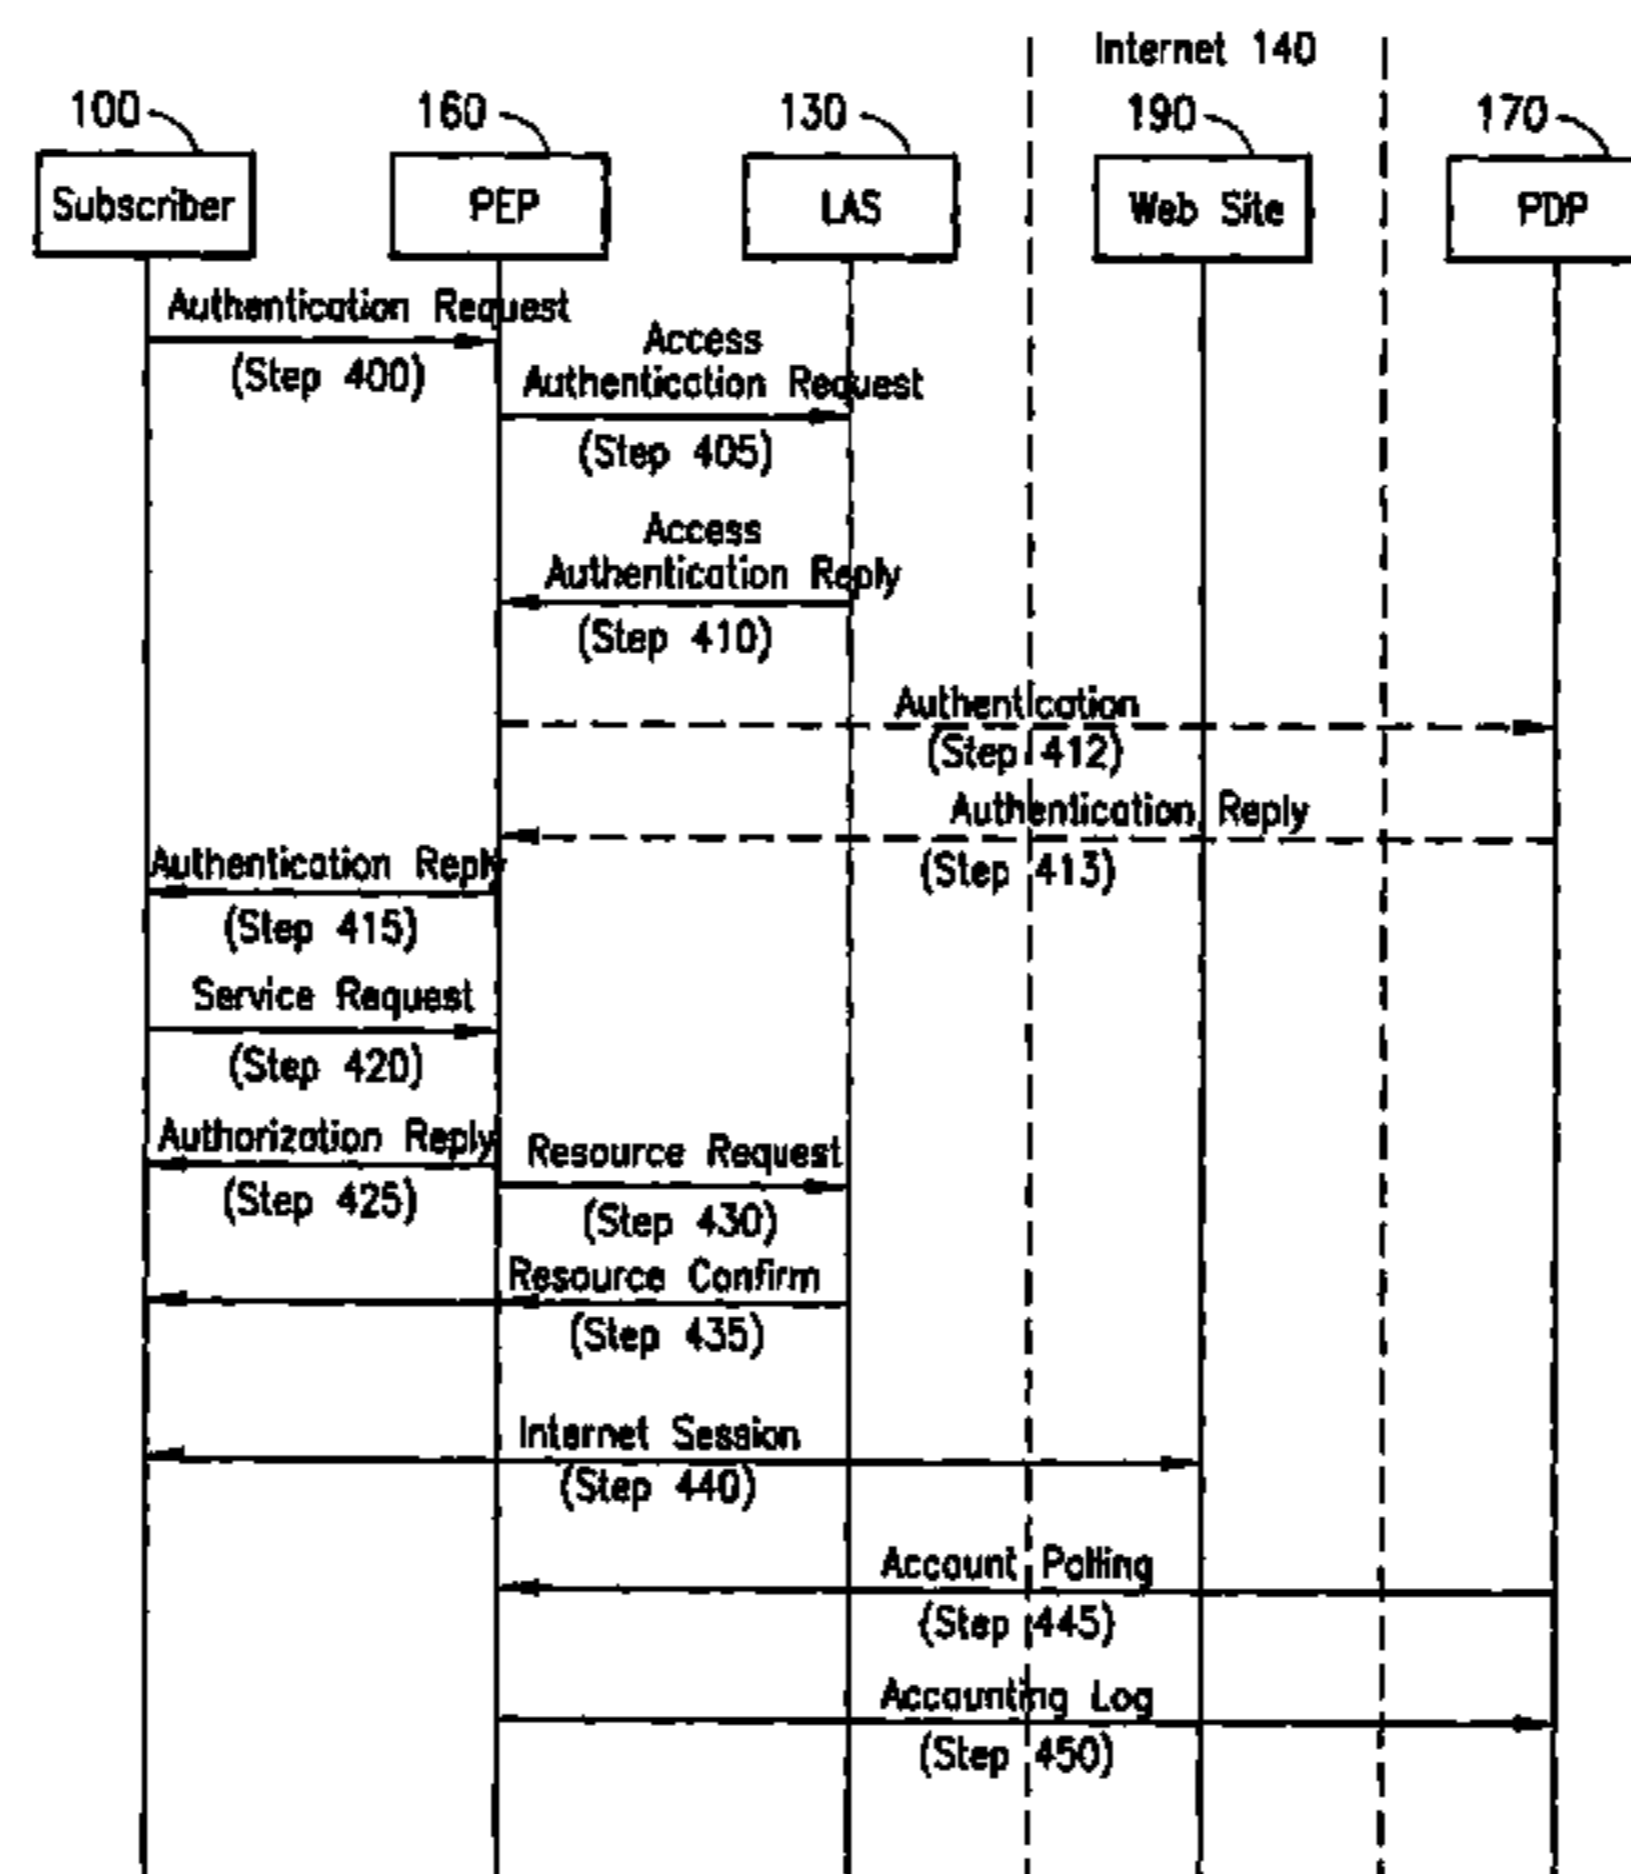 Internet 140
100
160
130
190
170
Subscriber
PEP
LAS
Web Site
PDP
Authentication Request
(Step 400)
Access
Authentication Request
(Step 405)
Access
Authentication Reply
(Step 410)
Authentication
(Step 412)
Authentication Reply
(Step 413)
Authentication Reply
(Step 415)
Service Request
(Step 420)
Authorization Reply
(Step 425)
Resource Request
(Step 430)
Resource Confirm
(Step 435)
Internet Session
(Step 440)
Account Polling
(Step 445)
Accounting Log
(Step 450)